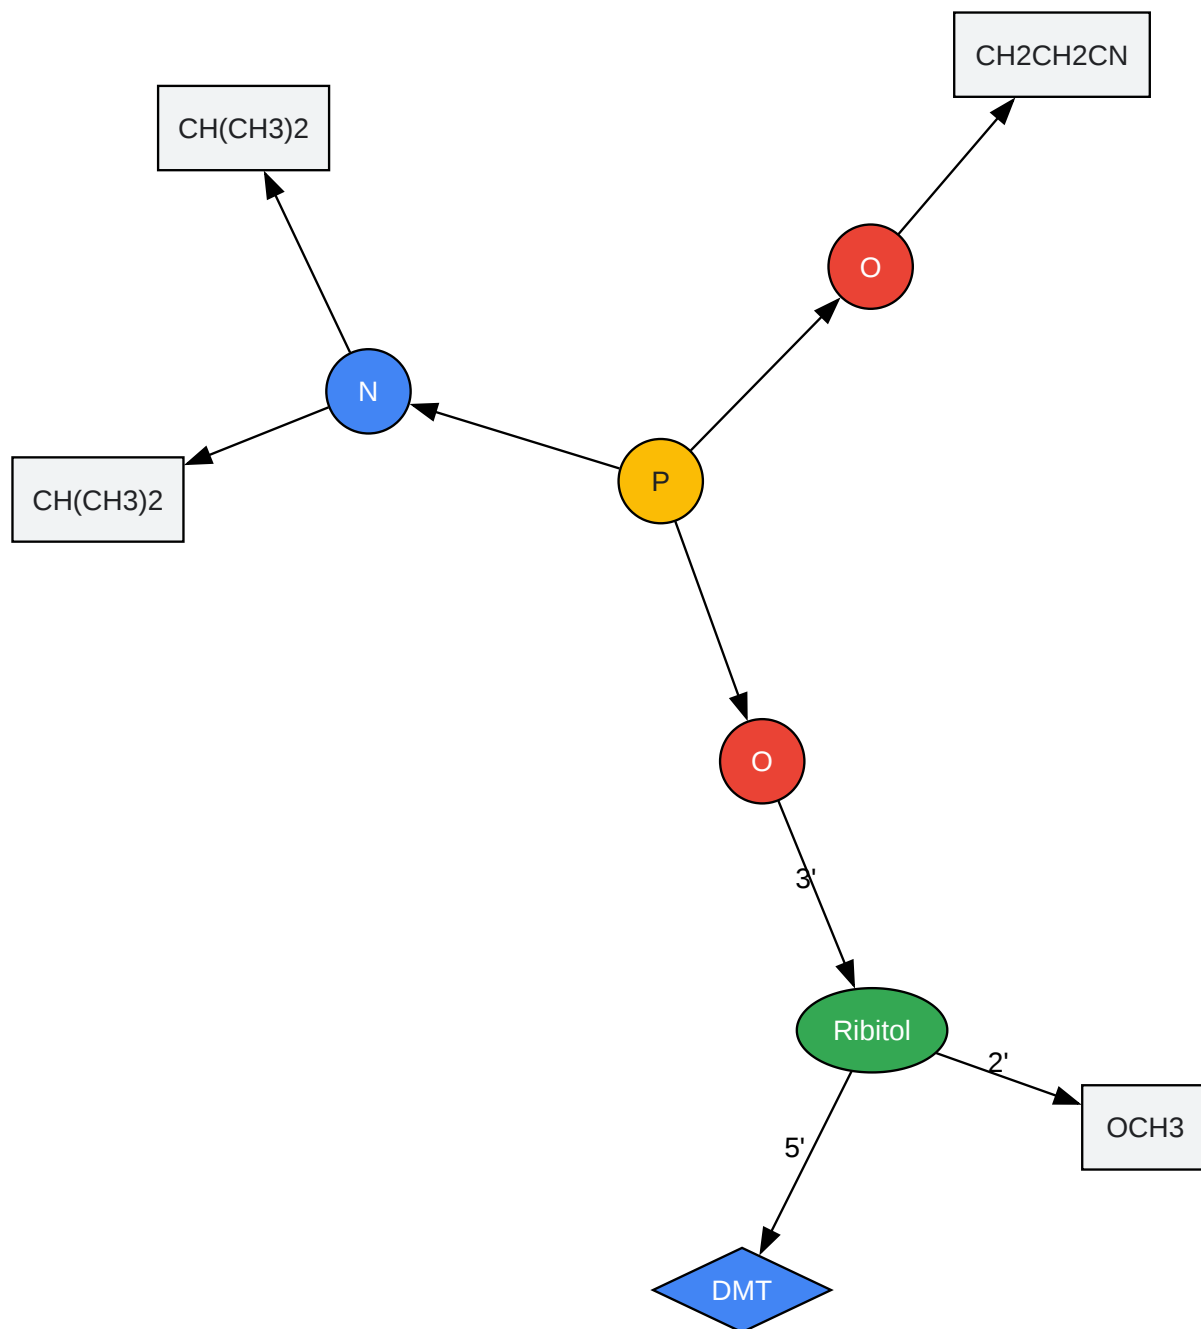 CH2CH2CN
CH(CH3)2
O
N
P
CH(CH3)2
O
3'
Ribitol
2'
OCH3
5'
DMT